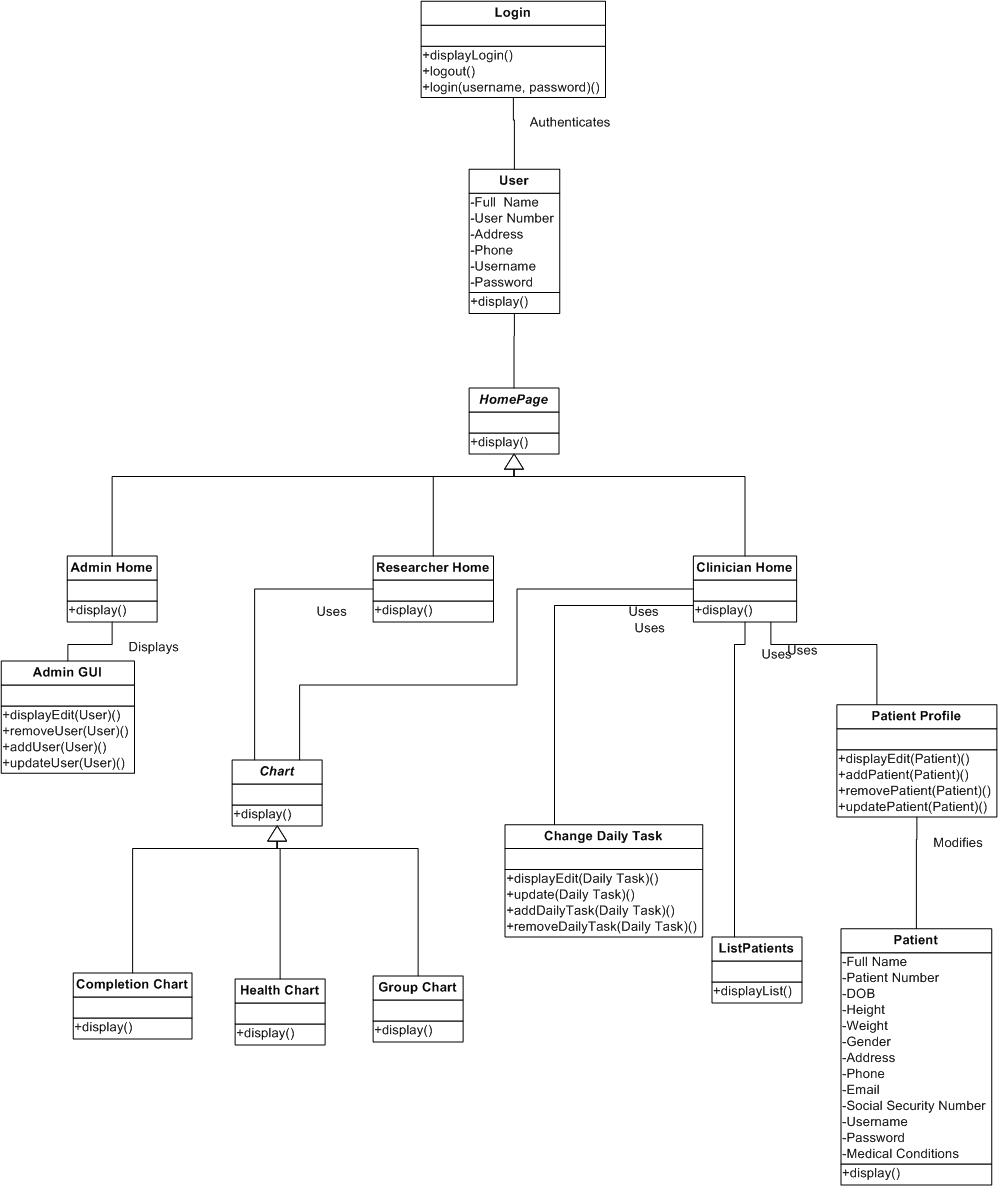 Login
+displayLogin()
+logout()
+login(username, password)()
Authenticates
User
-Full  Name
-User Number
-Address
-Phone
-Username
-Password
+display()
HomePage
+display()
Admin Home
+display()
Researcher Home
+display()
Clinician Home
+display()
Uses
Uses
Uses
Displays
Uses
Uses
Admin GUI
+displayEdit(User)()
+removeUser(User)()
+addUser(User)()
+updateUser(User)()
Patient Profile
+displayEdit(Patient)()
+addPatient(Patient)()
+removePatient(Patient)()
+updatePatient(Patient)()
Chart
+display()
Change Daily Task
+displayEdit(Daily Task)()
+update(Daily Task)()
+addDailyTask(Daily Task)()
+removeDailyTask(Daily Task)()
Modifies
ListPatients
+displayList()
Completion Chart
+display()
Health Chart
+display()
Group Chart
+display()
Patient
-Full Name
-Patient Number
-DOB
-Height
-Weight
-Gender
-Address
-Phone
-Email
-Social Security Number
-Username
-Password
-Medical Conditions
+display()